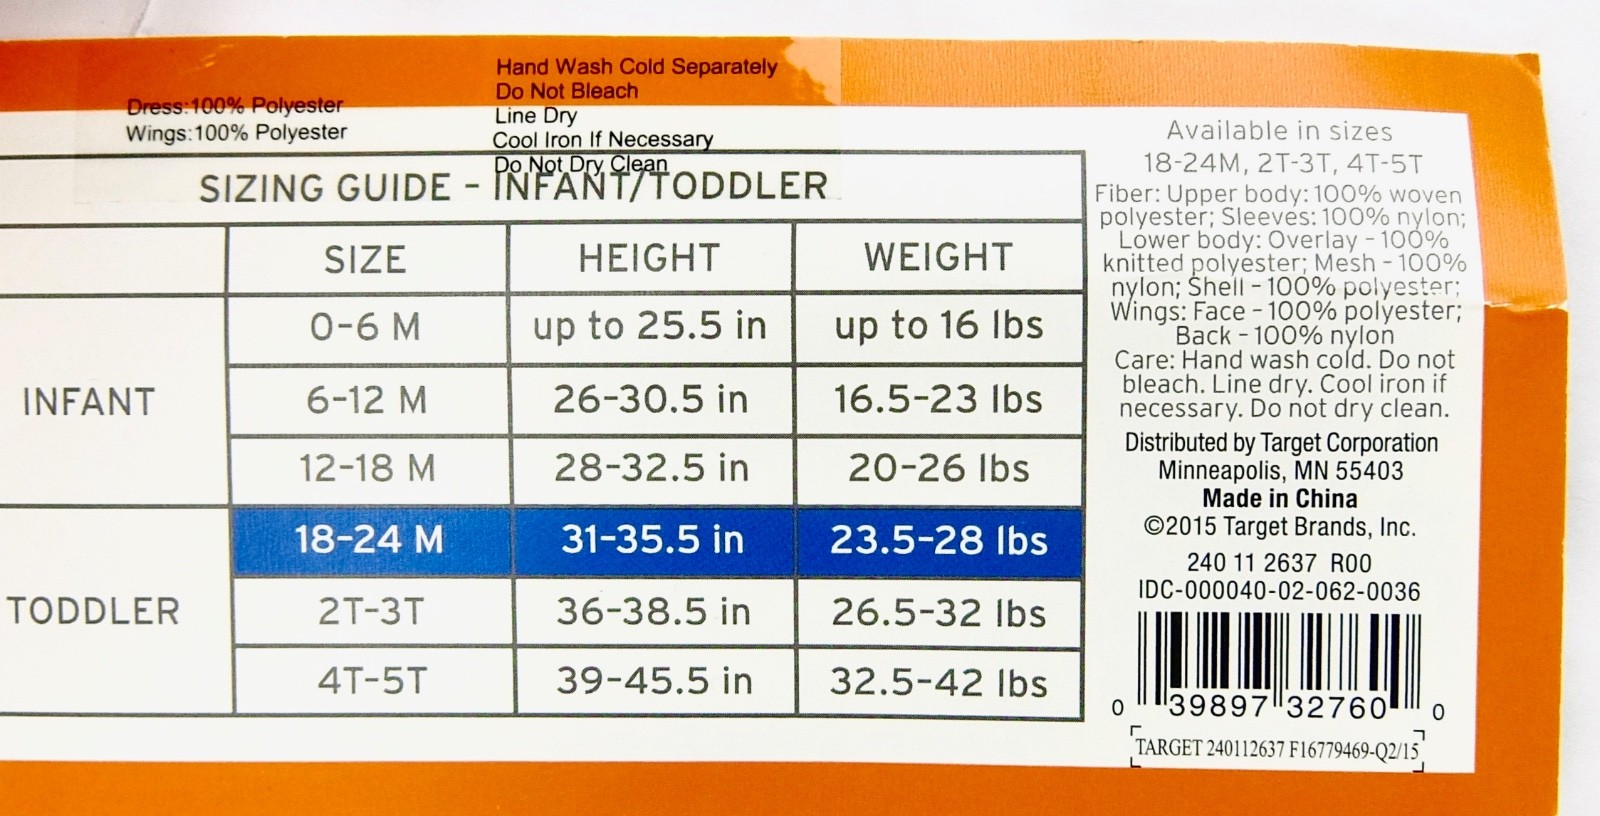 Dress:100% Polyester
Wings:100% Polyester
Hand Wash Cold Separately
Do Not Bleach
Line Dry
Cool Iron If Necessary
Do Not Dry Clean
SIZING GUIDE - INFANT/TODDLER
SIZE HEIGHT WEIGHT
INFANT
0-6 M up to 25.5 in up to 16 lbs
6-12 M 26-30.5 in 16.5-23 lbs
12-18 M 28-32.5 in 20-26 lbs
TODDLER
18-24 M 31-35.5 in 23.5-28 lbs
2T-3T 36-38.5 in 26.5-32 lbs
4T-5T 39-45.5 in 32.5-42 lbs
Available in sizes
18-24M, 2T-3T, 4T-5T
Fiber: Upper body: 100% woven
polyester; Sleeves: 100% nylon;
Lower body: Overlay - 100%
knitted polyester; Mesh - 100%
nylon; Shell - 100% polyester;
Wings: Face - 100% polyester;
Back - 100% nylon
Care: Hand wash cold. Do not
bleach. Line dry. Cool iron if
necessary. Do not dry clean.
Distributed by Target Corporation
Minneapolis, MN 55403
Made in China
©2015 Target Brands, Inc.
240 11 2637 R00
IDC-000040-02-062-0036
0 39897 32760 0
TARGET 240112637 F16779469-Q2/15